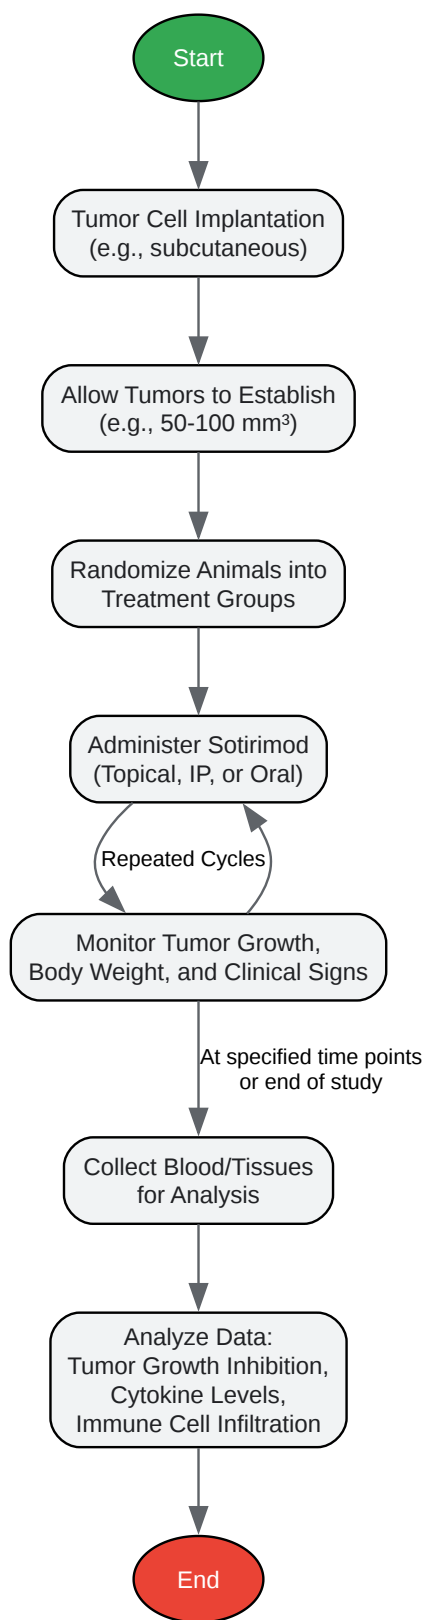 Start
Tumor Cell Implantation
(e.g., subcutaneous)
Allow Tumors to Establish
(e.g., 50-100 mm³)
Randomize Animals into
Treatment Groups
Administer Sotirimod
(Topical, IP, or Oral)
Repeated Cycles
Monitor Tumor Growth,
Body Weight, and Clinical Signs
At specified time points
or end of study
Collect Blood/Tissues
for Analysis
Analyze Data:
Tumor Growth Inhibition,
Cytokine Levels,
Immune Cell Infiltration
End